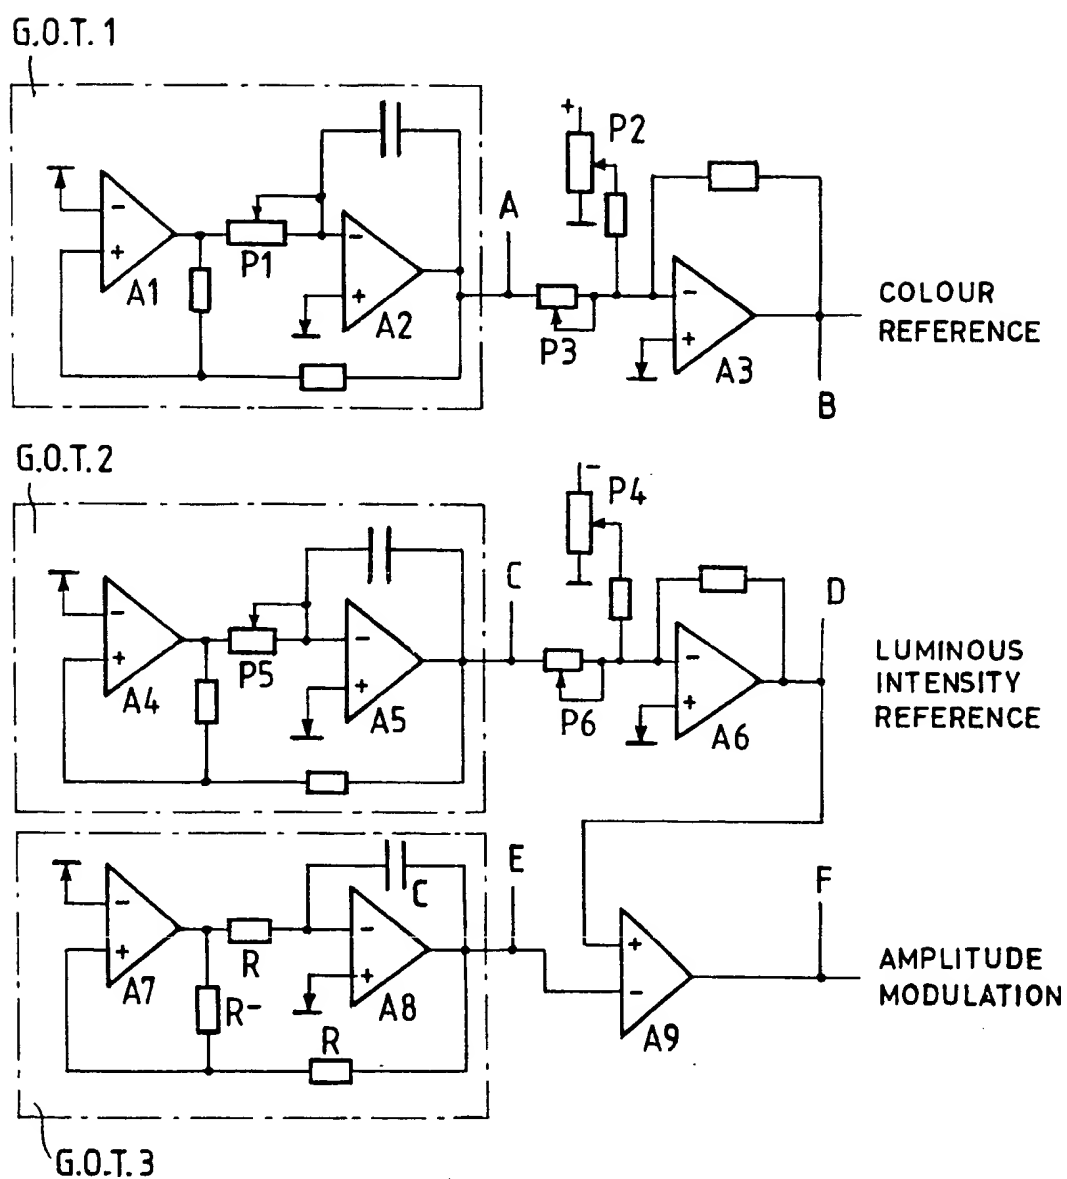 G.O.T. 1
+
P2
A
-
+
A1
P1
-
+
A2
P3
-
+
A3
COLOUR
REFERENCE
B
G.O.T. 2
-
P4
C
D
-
+
A4
P5
-
+
A5
P6
-
+
A6
LUMINOUS
INTENSITY
REFERENCE
E
F
C
-
+
A7
R
R-
-
+
A8
R
+
-
A9
AMPLITUDE
MODULATION
G.O.T. 3